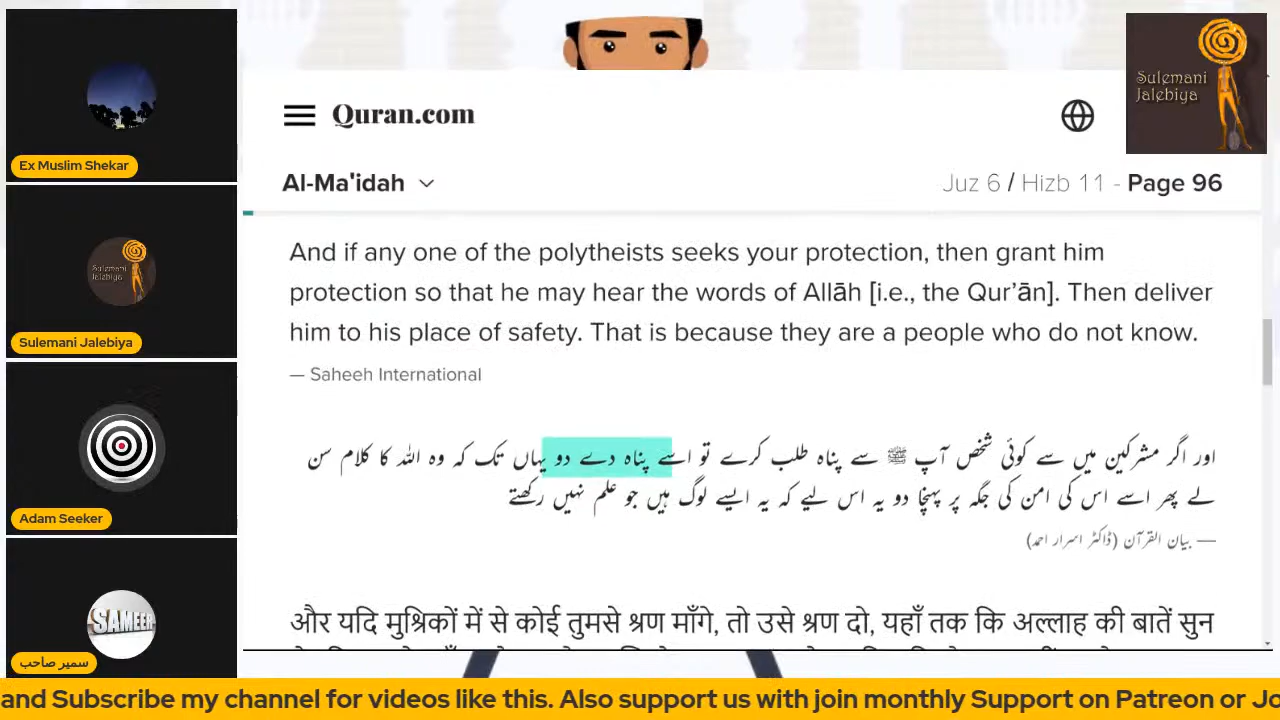 Ex Muslim Shekar
Sulemani
Jalebiya
Sulemani Jalebiya
Adam Seeker
SAMEER
سمیر صاحب
Quran.com
Sulemani
Jalebiya
Al-Ma'idah
Juz 6 / Hizb 11 - Page 96
And if any one of the polytheists seeks your protection, then grant him
protection so that he may hear the words of Allāh [i.e., the Qur’ān]. Then deliver
him to his place of safety. That is because they are a people who do not know.
— Saheeh International
اور اگر مشرکین میں سے کوئی شخص آپ ﷺ سے پناہ طلب کرے تو اسے پناہ دے دو یہاں تک کہ وہ اللہ کا کلام سن
لے پھر اسے اس کی امن کی جگہ پر پہنچا دو یہ اس لیے کہ یہ ایسے لوگ ہیں جو علم نہیں رکھتے
— بیان القرآن (ڈاکٹر اسرار احمد)
और यदि मुश्रिकों में से कोई तुमसे श्रण माँगे, तो उसे श्रण दो, यहाँ तक कि अल्लाह की बातें सुन
and Subscribe my channel for videos like this. Also support us with join monthly Support on Patreon or Jo